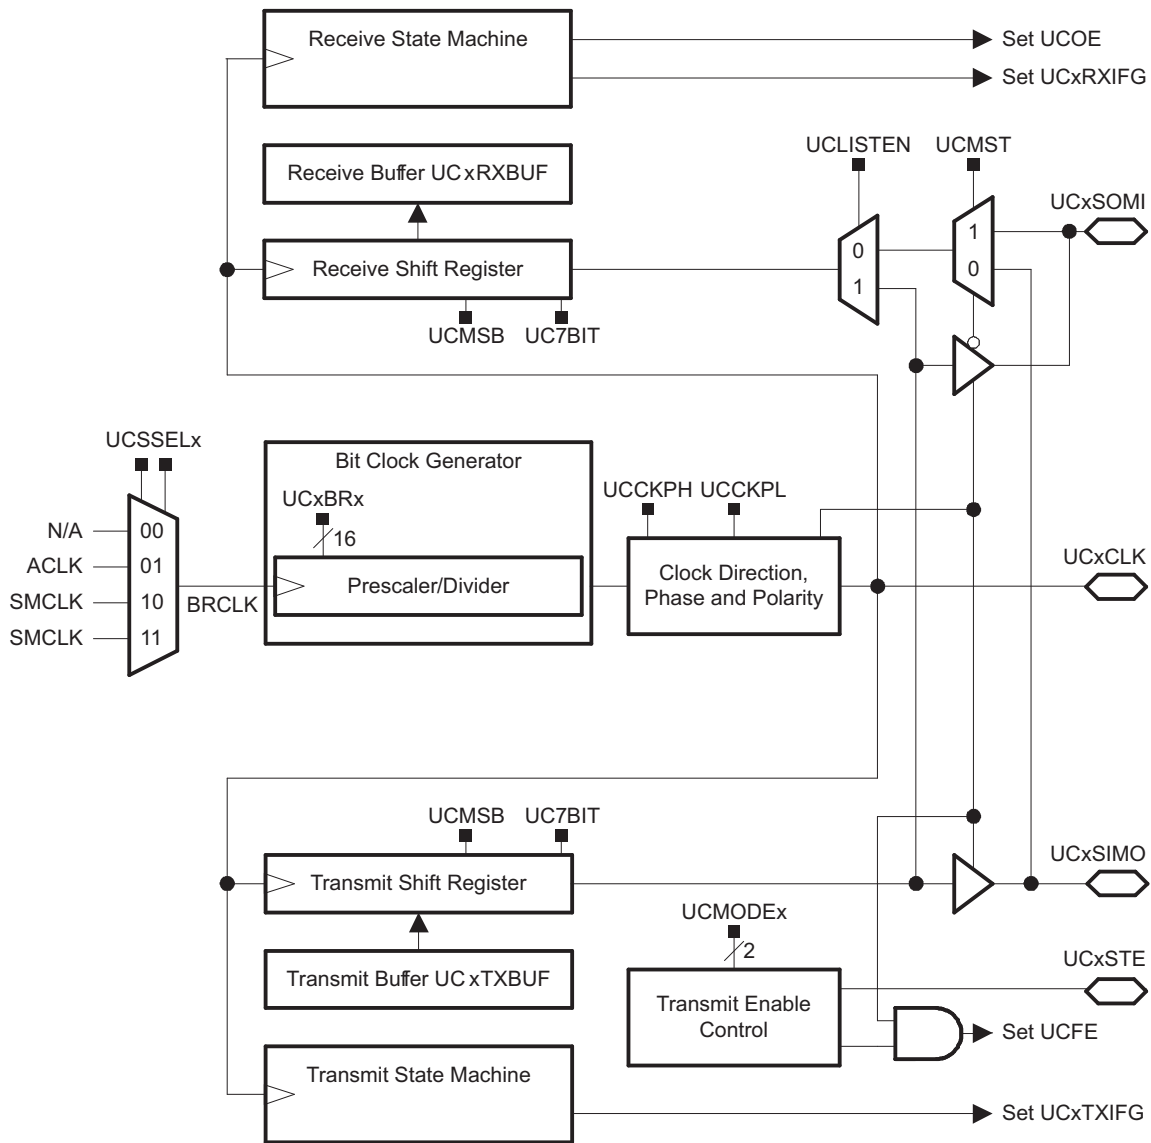 Receive State Machine
Set UCOE
Set UCxRXIFG
Receive Buffer UCxRXBUF
UCLISTEN
UCMST
UCxSOMI
1
0
0
1
Receive Shift Register
UCMSB
UC7BIT
UCSSELx
N/A
00
ACLK
01
SMCLK
10
SMCLK
11
BRCLK
Bit Clock Generator
UCxBRx
16
Prescaler/Divider
UCCKPH
UCCKPL
Clock Direction,
Phase and Polarity
UCxCLK
UCMSB
UC7BIT
Transmit Shift Register
UCxSIMO
Transmit Buffer UCxTXBUF
UCMODEx
2
Transmit Enable
Control
UCxSTE
Set UCFE
Transmit State Machine
Set UCxTXIFG